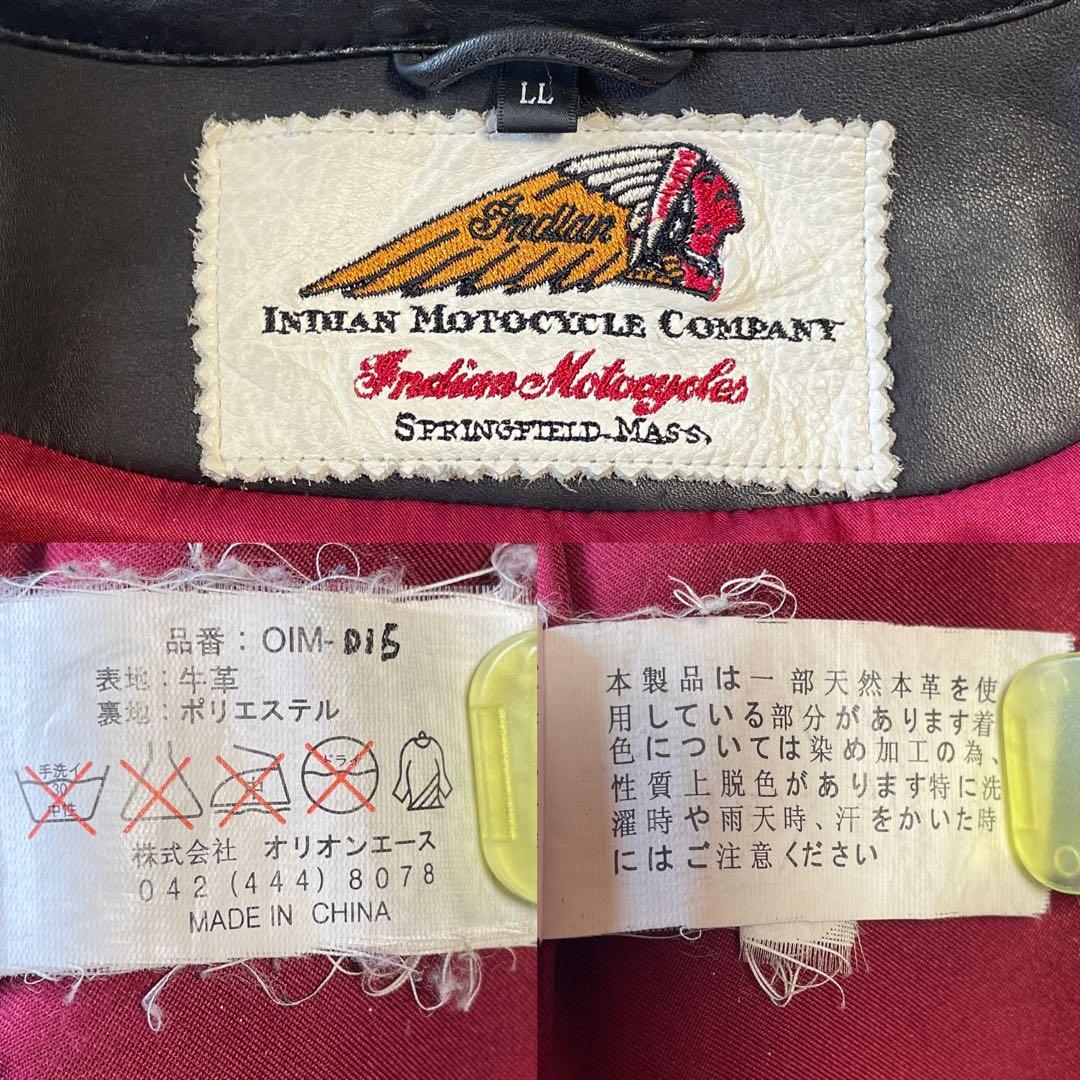 LL
Indian
INDIAN MOTOCYCLE COMPANY
Indian Motocycles
SPRINGFIELD-MASS.
品番：OIM-D15
表地：牛革
裏地：ポリエステル
手洗イ
30
中性
ドライ
株式会社 オリオンエース
042(444)8078
MADE IN CHINA
本製品は一部天然本革を使
用している部分があります着
色については染め加工の為、
性質上脱色があります特に洗
濯時や雨天時、汗をかいた時
にはご注意ください